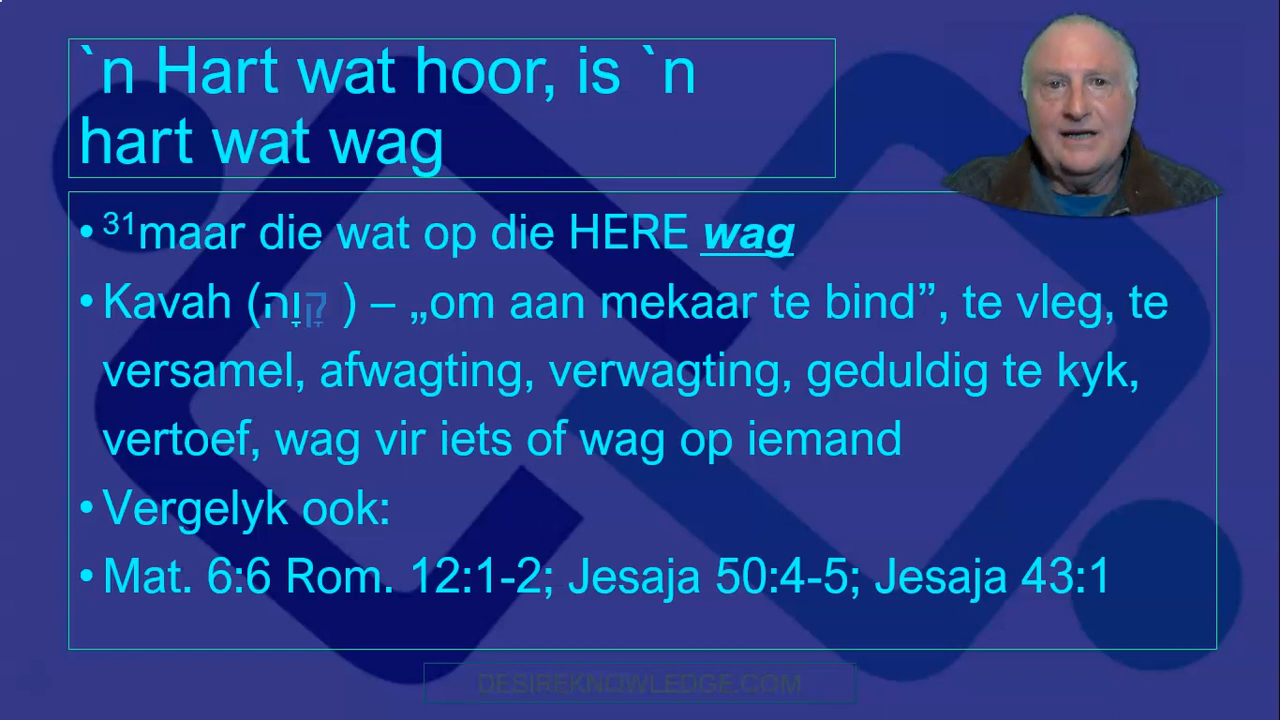 `n Hart wat hoor, is `n
hart wat wag
• 31maar die wat op die HERE wag
• Kavah (קָוָה ) – „om aan mekaar te bind”, te vleg, te
versamel, afwagting, verwagting, geduldig te kyk,
vertoef, wag vir iets of wag op iemand
• Vergelyk ook:
• Mat. 6:6 Rom. 12:1-2; Jesaja 50:4-5; Jesaja 43:1
DESIREKNOWLEDGE.COM